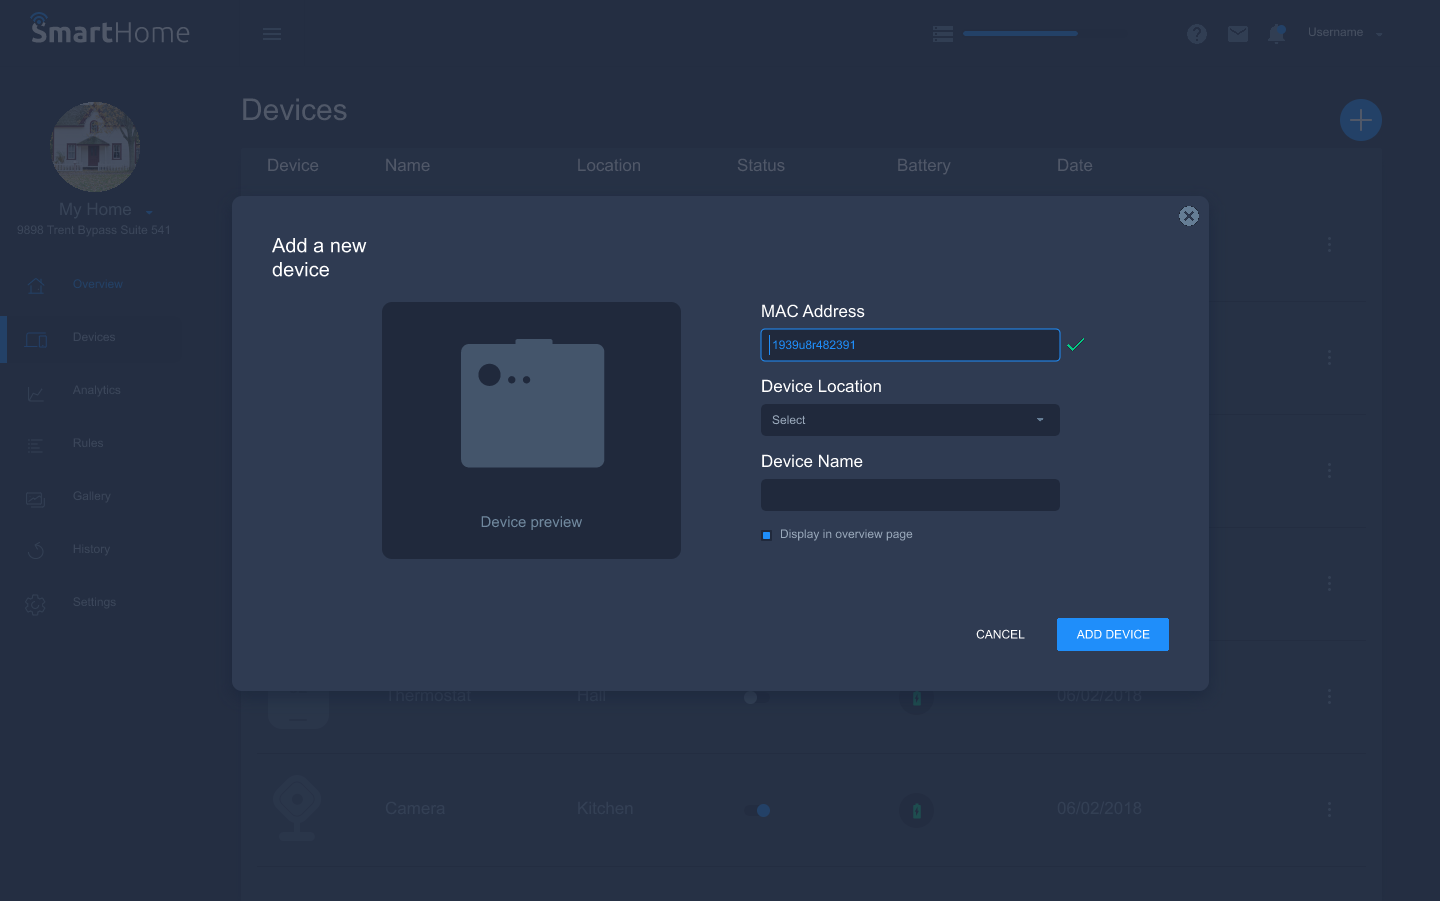 SmartHome
Username
Devices
Device Name Location Status Battery Date
My Home
9898 Trent Bypass Suite 541
Overview
Devices
Analytics
Rules
Gallery
History
Settings
Add a new
device
Device preview
MAC Address
1939u8r482391
Device Location
Select
Device Name
Display in overview page
CANCEL
ADD DEVICE
Thermostat Hall 06/02/2018
Camera Kitchen 06/02/2018